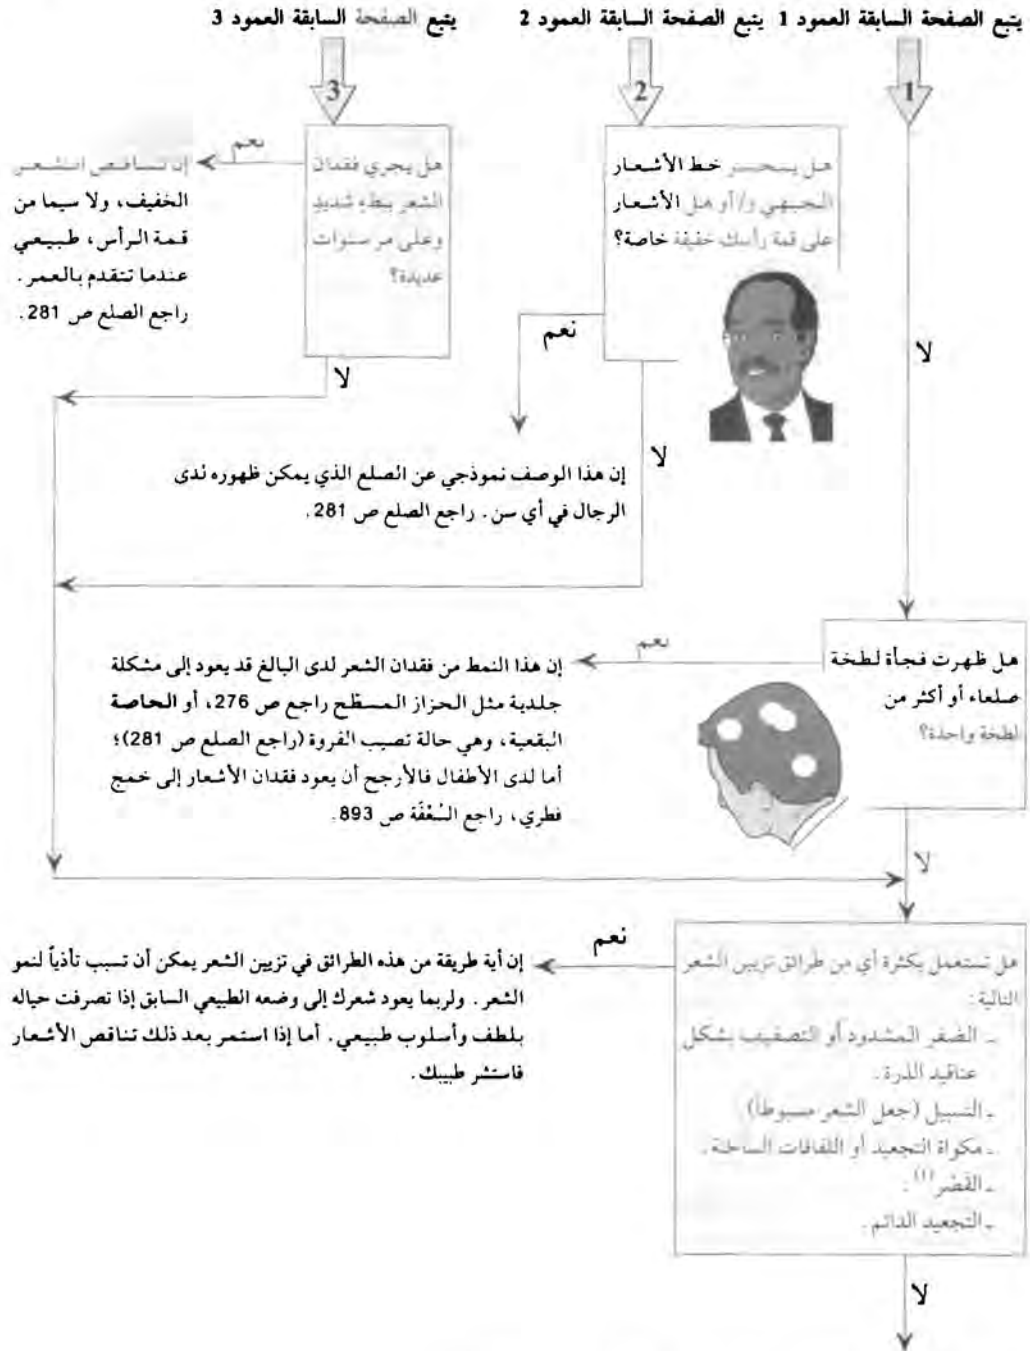 يتبع الصفحة السابقة العمود 1 يتبع الصفحة السابقة العمود 2 يتبع الصفحة السابقة العمود 3
1
2
3
هل ينحسر خط الأشعار
الجبهي و/أو هل الأشعار
على قمة رأسك خفيفة خاصة؟
هل يجري فقدان
الشعر ببطءٍ شديدٍ
وعلى مر سنوات
عديدة؟
نعم
إن تساقص الشعر
الخفيف، ولا سيما من
قمة الرأس، طبيعي
عندما تتقدم بالعمر.
راجع الصلع ص 281.
لا
نعم
لا
لا
إن هذا الوصف نموذجي عن الصلع الذي يمكن ظهوره لدى
الرجال في أي سن. راجع الصلع ص 281.
هل ظهرت فجأة لطخة
صلعاء أو أكثر من
لطخة واحدة؟
نعم
إن هذا النمط من فقدان الشعر لدى البالغ قد يعود إلى مشكلة
جلدية مثل الحزاز المسطّح راجع ص 276، أو الحاصة
البقعية، وهي حالة تصيب الفروة (راجع الصلع ص 281)؛
أما لدى الأطفال فالأرجح أن يعود فقدان الأشعار إلى خمج
فطري، راجع السُعْفَة ص 893.
لا
هل تستعمل بكثرة أي من طرائق تزيين الشعر
التالية:
ـ الضفر المشدود أو التصفيف بشكل
عناقيد الذرة.
ـ التسبيل (جعل الشعر مسبوطاً)
ـ مكواة التجعيد أو اللفافات الساخنة.
ـ القَصْر(1).
ـ التجعيد الدائم.
نعم
إن أية طريقة من هذه الطرائق في تزيين الشعر يمكن أن تسبب تأذياً لنمو
الشعر. ولربما يعود شعرك إلى وضعه الطبيعي السابق إذا تصرفت حياله
بلطف وأسلوب طبيعي. أما إذا استمر بعد ذلك تناقص الأشعار
فاستشر طبيبك.
لا